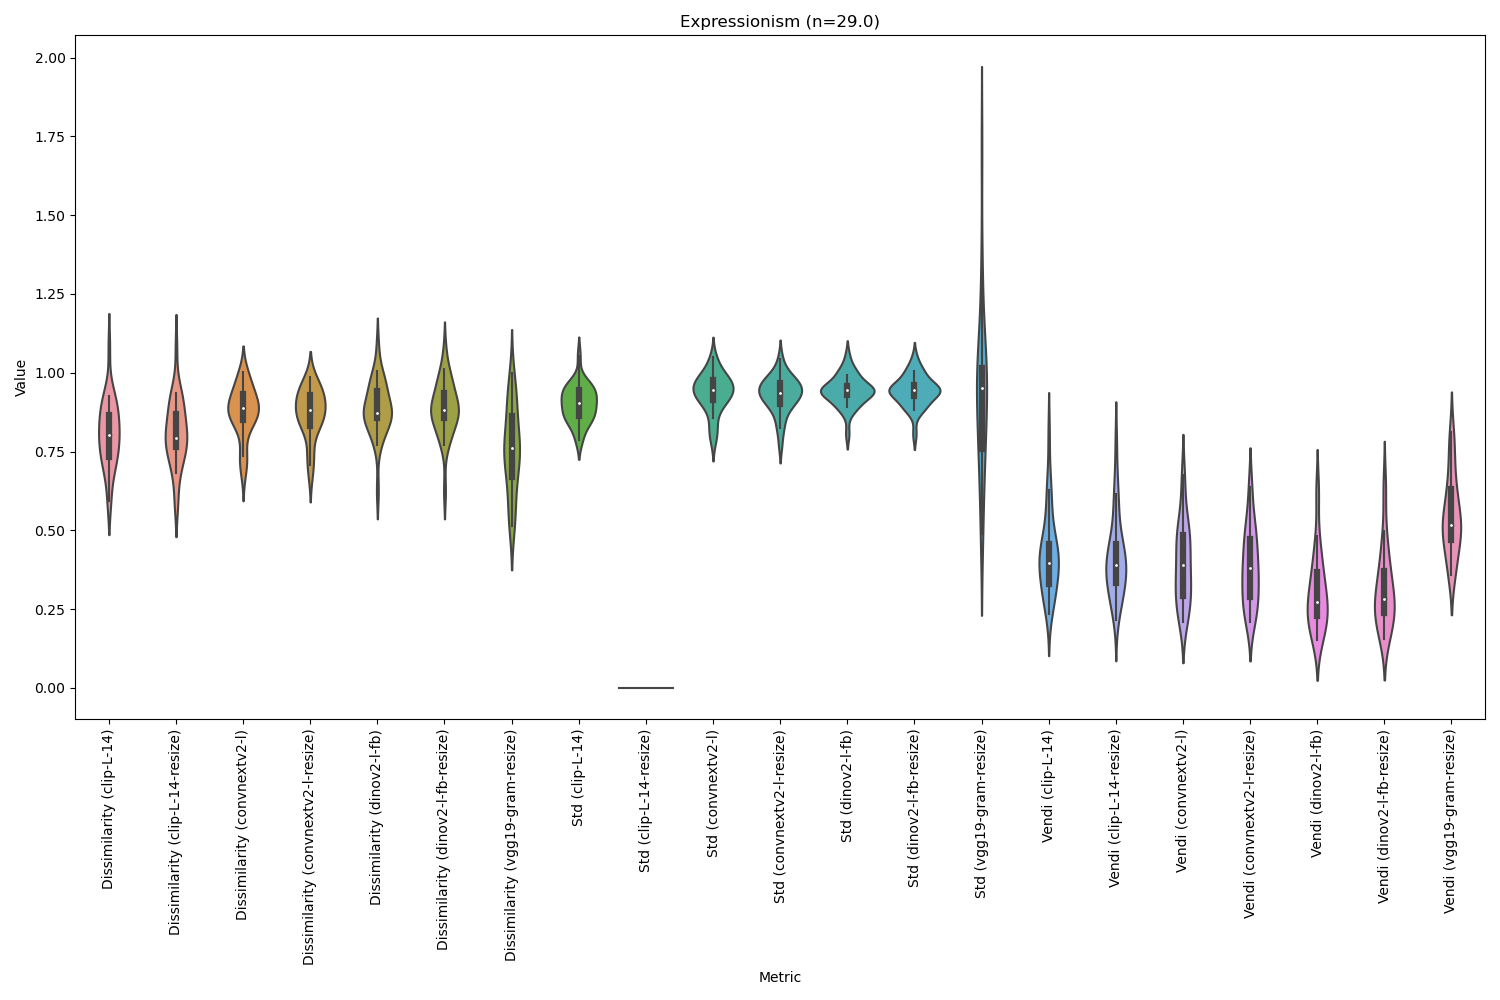 Expressionism (n=29.0)
Value
2.00
1.75
1.50
1.25
1.00
0.75
0.50
0.25
0.00
Dissimilarity (clip-L-14)
Dissimilarity (clip-L-14-resize)
Dissimilarity (convnextv2-l)
Dissimilarity (convnextv2-l-resize)
Dissimilarity (dinov2-l-fb)
Dissimilarity (dinov2-l-fb-resize)
Dissimilarity (vgg19-gram-resize)
Std (clip-L-14)
Std (clip-L-14-resize)
Std (convnextv2-l)
Std (convnextv2-l-resize)
Std (dinov2-l-fb)
Std (dinov2-l-fb-resize)
Std (vgg19-gram-resize)
Vendi (clip-L-14)
Vendi (clip-L-14-resize)
Vendi (convnextv2-l)
Vendi (convnextv2-l-resize)
Vendi (dinov2-l-fb)
Vendi (dinov2-l-fb-resize)
Vendi (vgg19-gram-resize)
Metric